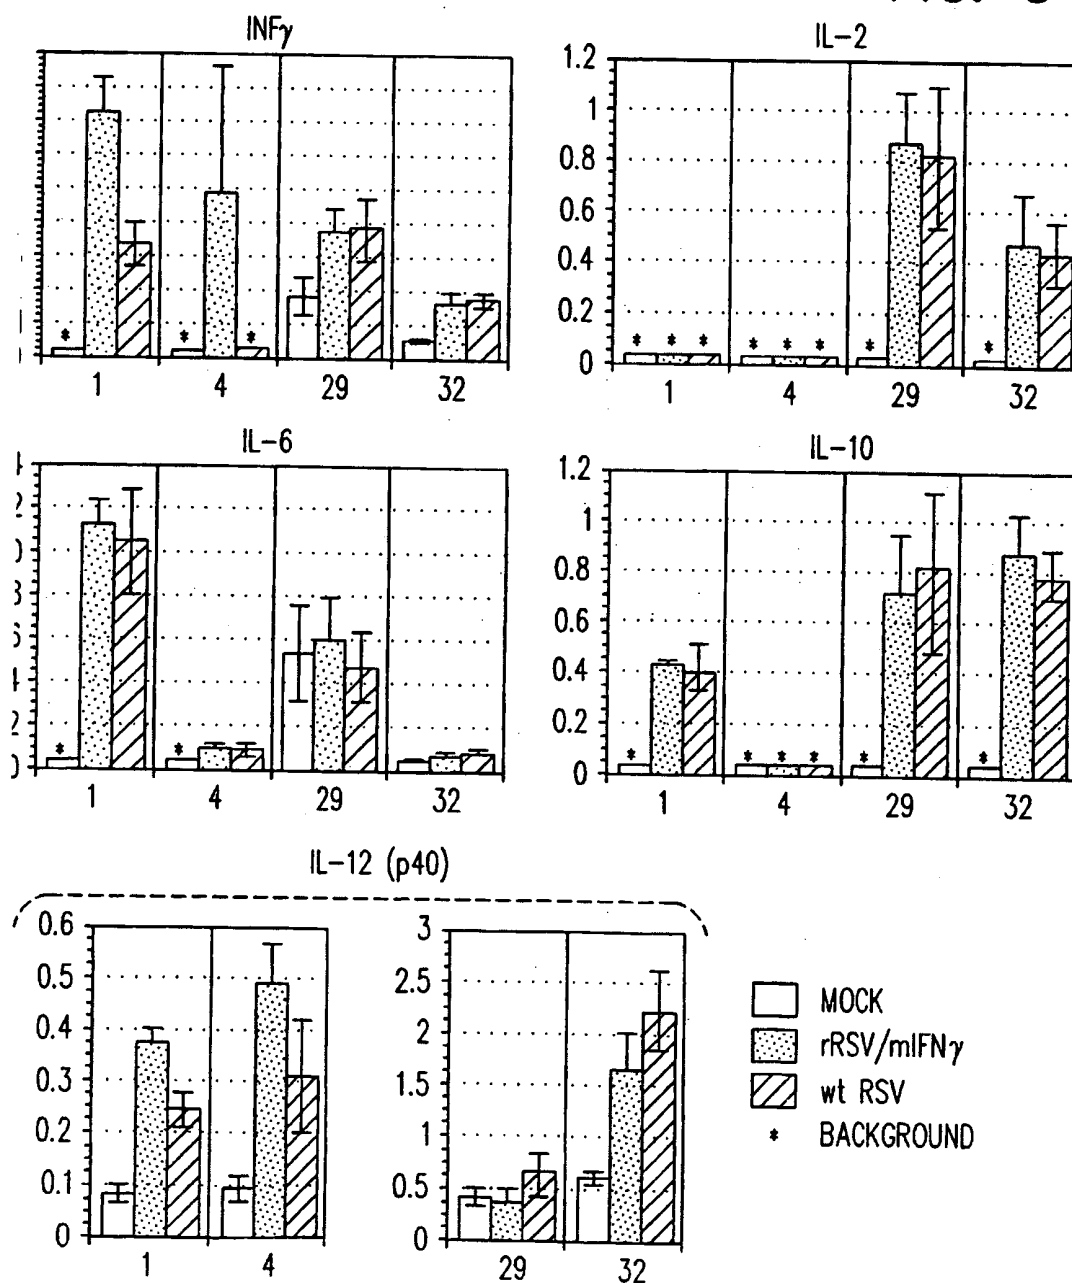 INFγ
IL-2
1.2
1
0.8
0.6
0.4
0.2
0
* * * * * * * * * * *
1 4 29 32
1 4 29 32
IL-6
IL-10
1.2
1
0.8
0.6
0.4
0.2
0
* * * * * * * *
1 4 29 32
1 4 29 32
IL-12 (p40)
0.6
0.5
0.4
0.3
0.2
0.1
0
1 4
3
2.5
2
1.5
1
0.5
0
29 32
MOCK
rRSV/mIFNγ
wt RSV
* BACKGROUND